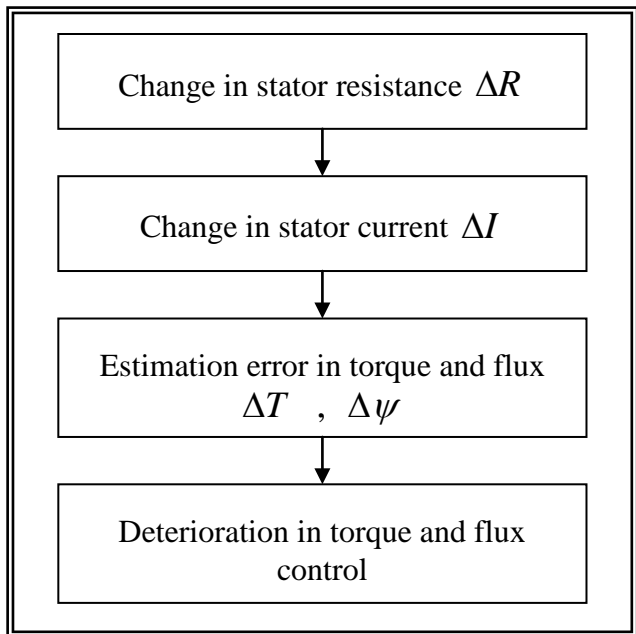 Change in stator resistance ΔR
Change in stator current ΔI
Estimation error in torque and flux
ΔT , Δψ
Deterioration in torque and flux
control